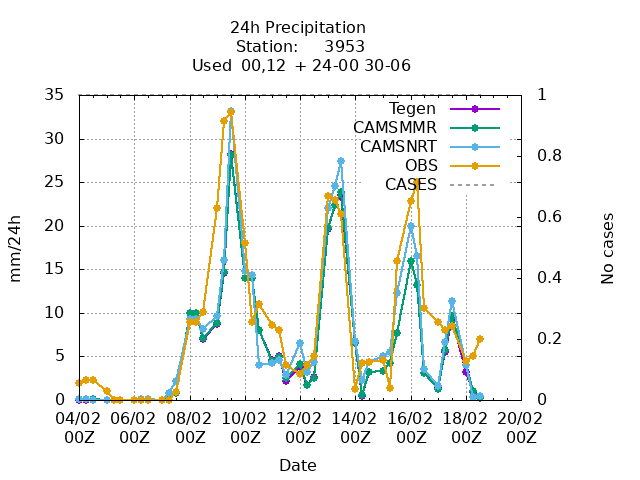 24h Precipitation
Station: 3953
Used 00,12 + 24-00 30-06
35
30
25
20
15
10
5
0
mm/24h
1
0.8
0.6
0.4
0.2
0
No cases
Tegen
CAMSMMR
CAMSNRT
OBS
CASES
04/02 06/02 08/02 10/02 12/02 14/02 16/02 18/02 20/02
00Z 00Z 00Z 00Z 00Z 00Z 00Z 00Z 00Z
Date